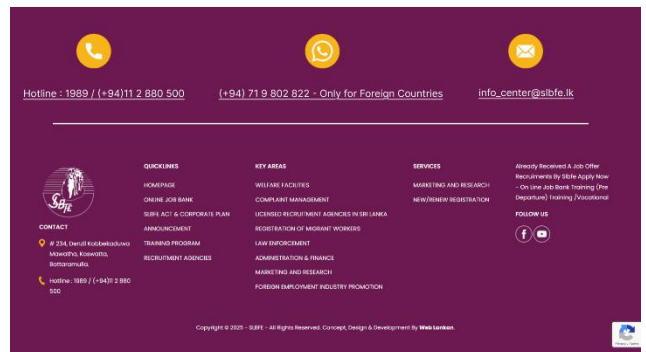 Hotline : 1989 / (+94)11 2 880 500
(+94) 71 9 802 822 - Only for Foreign Countries
info_center@slbfe.lk
SBFE
CONTACT
# 234, Denzil Kobbekaduwa
Mawatha, Koswatta,
Battaramulla.
Hotline : 1989 / (+94)11 2 880
500
QUICKLINKS
HOMEPAGE
ONLINE JOB BANK
SLBFE ACT & CORPORATE PLAN
ANNOUNCEMENT
TRAINING PROGRAM
RECRUITMENT AGENCIES
KEY AREAS
WELFARE FACILITIES
COMPLAINT MANAGEMENT
LICENSED RECRUITMENT AGENCIES IN SRI LANKA
REGISTRATION OF MIGRANT WORKERS
LAW ENFORCEMENT
ADMINISTRATION & FINANCE
MARKETING AND RESEARCH
FOREIGN EMPLOYMENT INDUSTRY PROMOTION
SERVICES
MARKETING AND RESEARCH
NEW/RENEW REGISTRATION
Already Received A Job Offer
Recruiments By Slbfe Apply Now
- On Line Job Bank Training (Pre
Departure) Training /Vocational
FOLLOW US
Copyright © 2025 - SLBFE - All Rights Reserved. Concept, Design & Development By Web Lankan.
Privacy - Terms